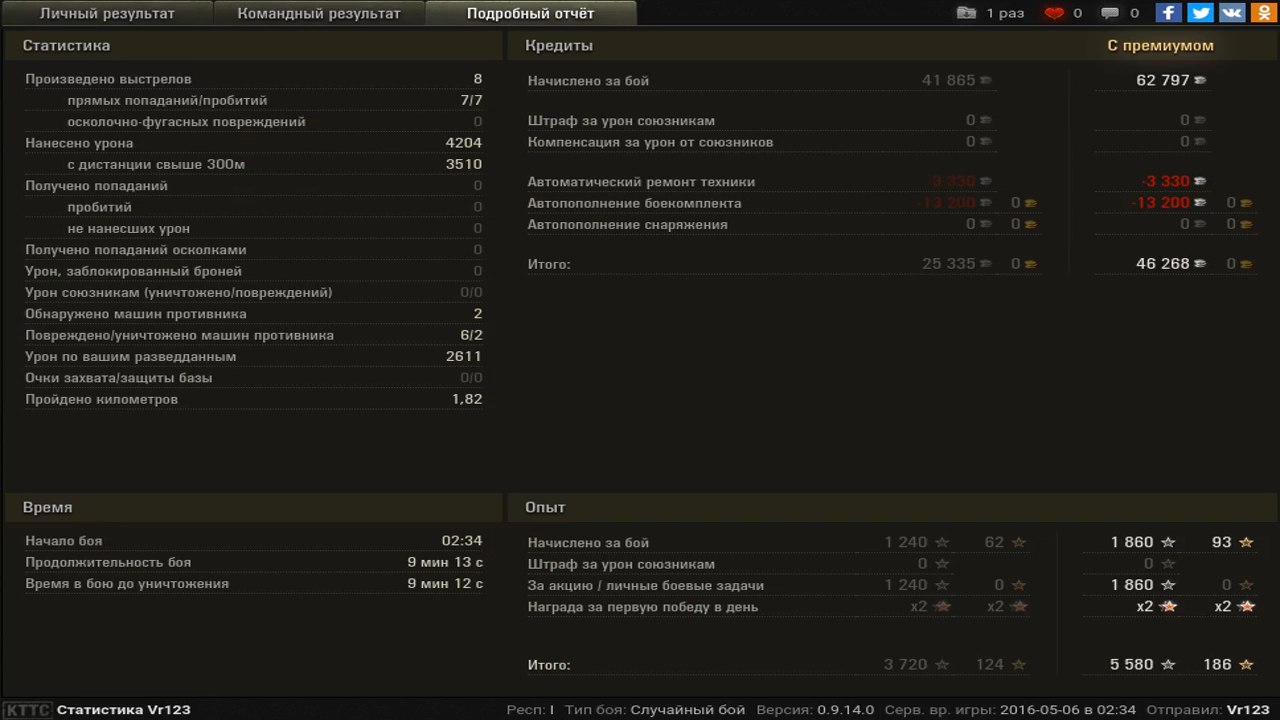 Личный результат Командный результат Подробный отчёт 1 раз 0 0
Статистика
Произведено выстрелов 8
прямых попаданий/пробитий 7/7
осколочно-фугасных повреждений 0
Нанесено урона 4204
с дистанции свыше 300м 3510
Получено попаданий 0
пробитий 0
не нанесших урон 0
Получено попаданий осколками 0
Урон, заблокированный броней 0
Урон союзникам (уничтожено/повреждений) 0/0
Обнаружено машин противника 2
Повреждено/уничтожено машин противника 6/2
Урон по вашим разведданным 2611
Очки захвата/защиты базы 0/0
Пройдено километров 1,82
Кредиты С премиумом
Начислено за бой 41 865 62 797
Штраф за урон союзникам 0 0
Компенсация за урон от союзников 0 0
Автоматический ремонт техники -3 330 -3 330
Автопополнение боекомплекта -13 200 0 -13 200 0
Автопополнение снаряжения 0 0 0 0
Итого: 25 335 0 46 268 0
Время
Начало боя 02:34
Продолжительность боя 9 мин 13 с
Время в бою до уничтожения 9 мин 12 с
Опыт
Начислено за бой 1 240 62 1 860 93
Штраф за урон союзникам 0 0
За акцию / личные боевые задачи 1 240 0 1 860 0
Награда за первую победу в день x2 x2 x2 x2
Итого: 3 720 124 5 580 186
КТТС Статистика Vr123 Респ: I Тип боя: Случайный бой Версия: 0.9.14.0 Серв. вр. игры: 2016-05-06 в 02:34 Отправил: Vr123